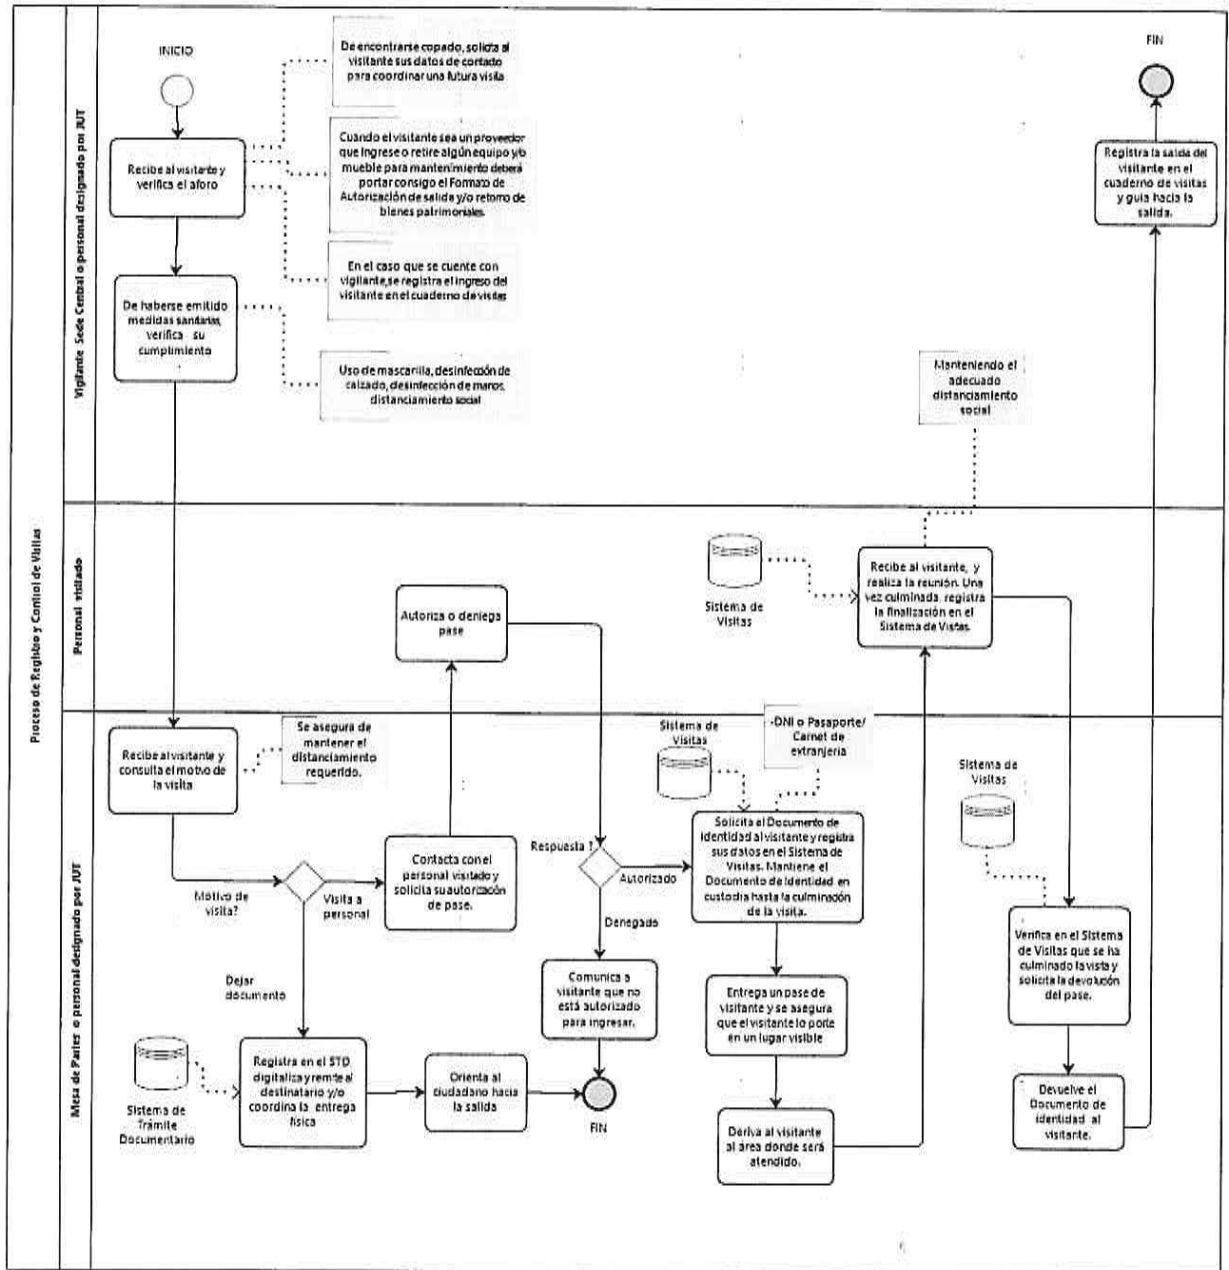 Proceso de Registro y Control de Visitas
Vigilante Sede Central o personal designado por JUT
INICIO
Recibe al visitante y
verifica el aforo
De haberse emitido
medidas sanitarias,
verifica su
cumplimiento
De encontrarse copado, solicita al
visitante sus datos de contado
para coordinar una futura visita
Cuando el visitante sea un proveedor
que ingrese o retire algún equipo y/o
mueble para mantenimiento deberá
portar consigo el Formato de
Autorización de salida y/o retorno de
bienes patrimoniales.
En el caso que se cuente con
vigilante, se registra el ingreso del
visitante en el cuaderno de visitas
Uso de mascarilla, desinfección de
calzado, desinfección de manos,
distanciamiento social
Manteniendo el
adecuado
distanciamiento
social
FIN
Registra la salida del
visitante en el
cuaderno de visitas
y guia hacia la
salida.
Personal visitado
Autoriza o deniega
pase
Sistema de
Visitas
Recibe al visitante, y
realiza la reunión. Una
vez culminada, registra
la finalización en el
Sistema de Vistas.
Mesa de Partes o personal designado por JUT
Recibe al visitante y
consulta el motivo de
la visita
Se asegura de
mantener el
distanciamiento
requerido.
Motivo de
visita?
Visita a
personal
Dejar
documento
Contacta con el
personal visitado y
solicita su autorización
de pase.
Sistema de
Trámite
Documentario
Registra en el STD
digitaliza y remite al
destinatario y/o
coordina la entrega
física
Orienta al
ciudadano hacia
la salida
Respuesta ?
Autorizado
Denegado
Comunica a
visitante que no
está autorizado
para ingresar.
FIN
Sistema de
Visitas
-DNI o Pasaporte/
Carnet de
extranjeria
Solicita el Documento de
identidad al visitante y registra
sus datos en el Sistema de
Visitas. Mantiene el
Documento de Identidad en
custodia hasta la culminación
de la visita.
Entrega un pase de
visitante y se asegura
que el visitante lo porte
en un lugar visible
Deriva al visitante
al área donde será
atendido.
Sistema de
Visitas
Verifica en el Sistema
de Visitas que se ha
culminado la vista y
solicita la devolución
del pase.
Devuelve el
Documento de
identidad al
visitante.